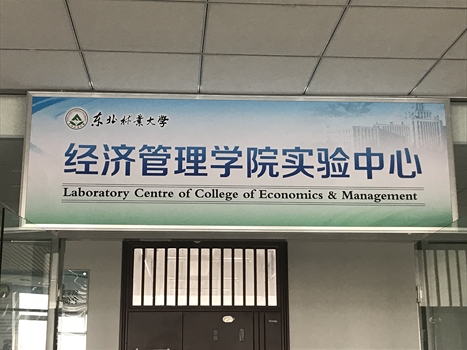 东北林业大学
经济管理学院实验中心
Laboratory Centre of College of Economics & Management